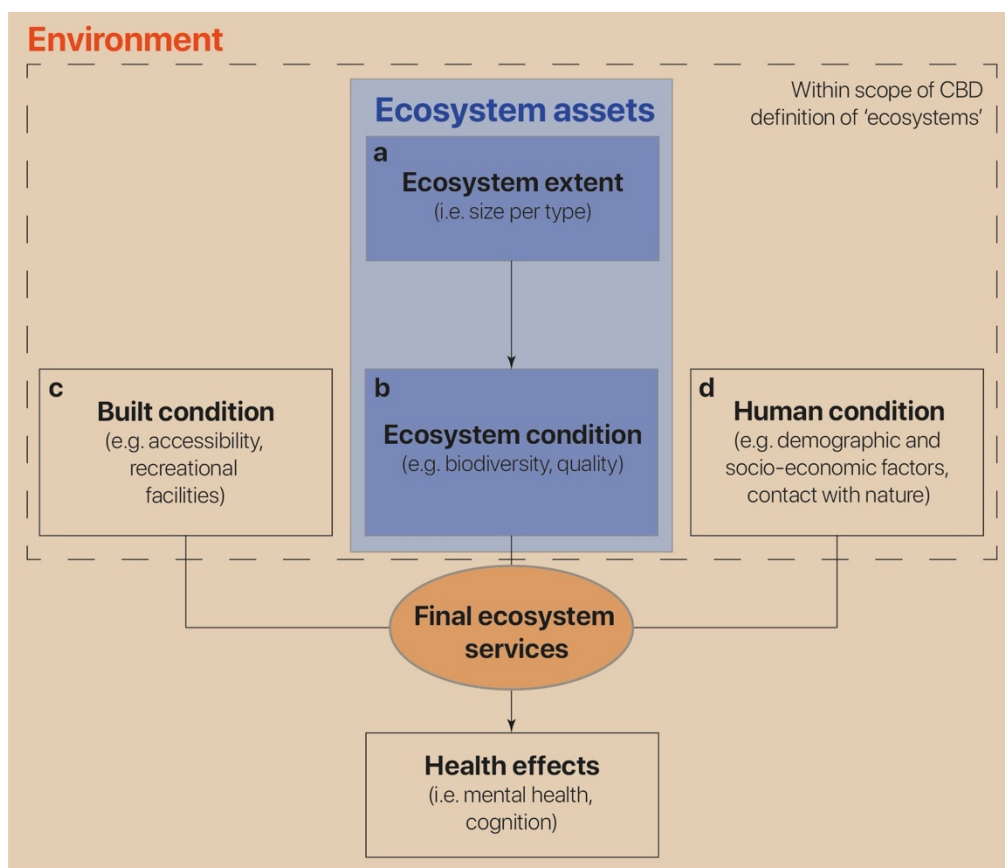 Environment
Within scope of CBD
definition of ‘ecosystems’
Ecosystem assets
a
Ecosystem extent
(i.e. size per type)
c
Built condition
(e.g. accessibility,
recreational
facilities)
b
Ecosystem condition
(e.g. biodiversity, quality)
d
Human condition
(e.g. demographic and
socio-economic factors,
contact with nature)
Final ecosystem
services
Health effects
(i.e. mental health,
cognition)